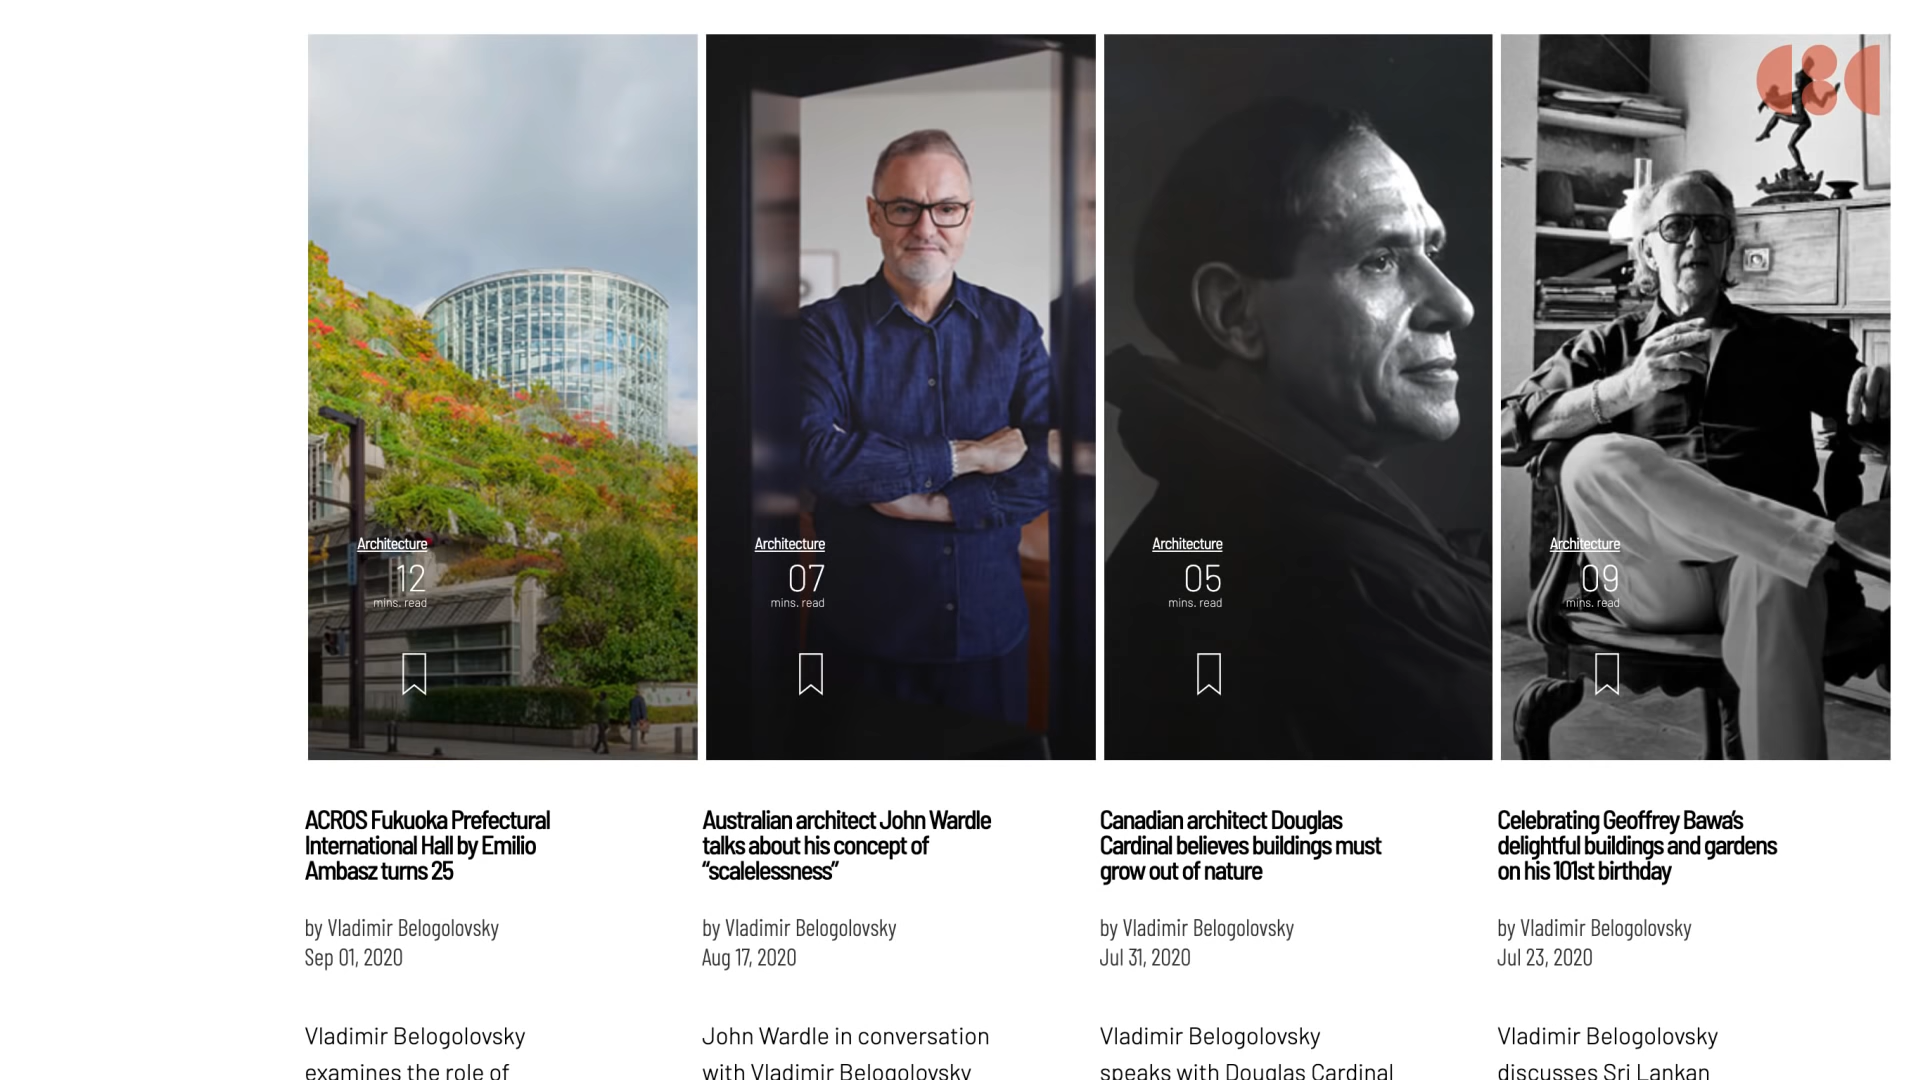 Architecture
12
mins. read
Architecture
07
mins. read
Architecture
05
mins. read
Architecture
09
mins. read
ACROS Fukuoka Prefectural
International Hall by Emilio
Ambasz turns 25
by Vladimir Belogolovsky
Sep 01, 2020
Vladimir Belogolovsky
examines the role of
Australian architect John Wardle
talks about his concept of
“scalelessness”
by Vladimir Belogolovsky
Aug 17, 2020
John Wardle in conversation
with Vladimir Belogolovsky
Canadian architect Douglas
Cardinal believes buildings must
grow out of nature
by Vladimir Belogolovsky
Jul 31, 2020
Vladimir Belogolovsky
speaks with Douglas Cardinal
Celebrating Geoffrey Bawa’s
delightful buildings and gardens
on his 101st birthday
by Vladimir Belogolovsky
Jul 23, 2020
Vladimir Belogolovsky
discusses Sri Lankan